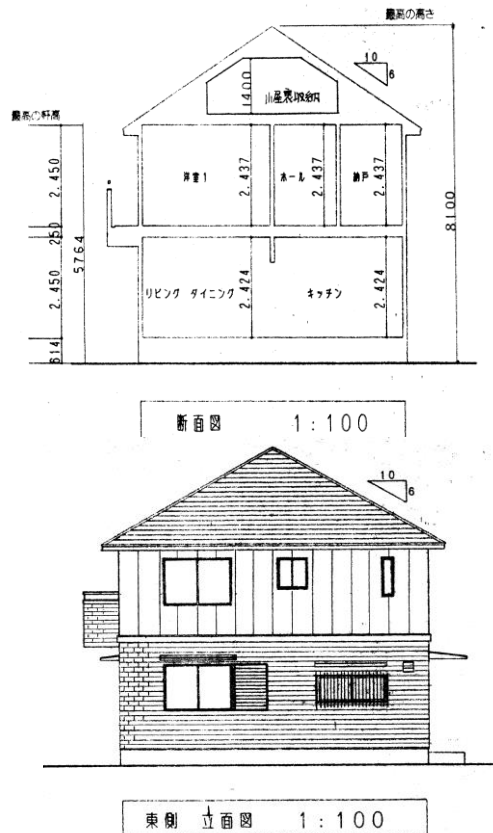 最高の高さ
10
6
1400
小屋裏収納
最高の軒高
2.450
250
2.450
614
5764
洋室1
2.437
ホール
2.437
納戸
2.437
8100
リビング ダイニング
2.424
キッチン
2.424
断面図 1:100
10
6
東側 立面図 1:100